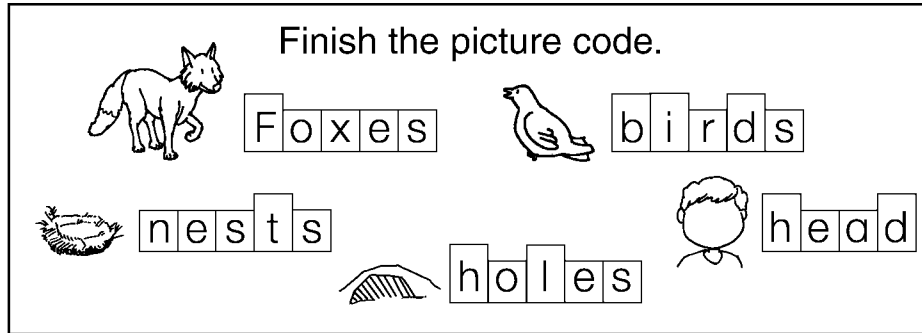 Finish the picture code.
Foxes
birds
nests
holes
head